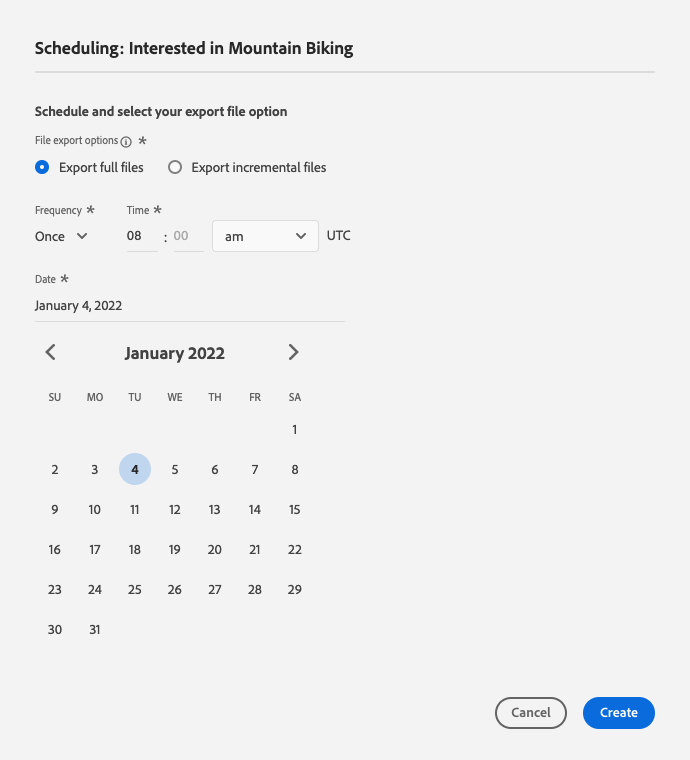 Scheduling: Interested in Mountain Biking
Schedule and select your export file option
File export options *
Export full files Export incremental files
Frequency * Time *
Once 08 : 00 am UTC
Date *
January 4, 2022
January 2022
SU MO TU WE TH FR SA
1
2 3 4 5 6 7 8
9 10 11 12 13 14 15
16 17 18 19 20 21 22
23 24 25 26 27 28 29
30 31
Cancel Create